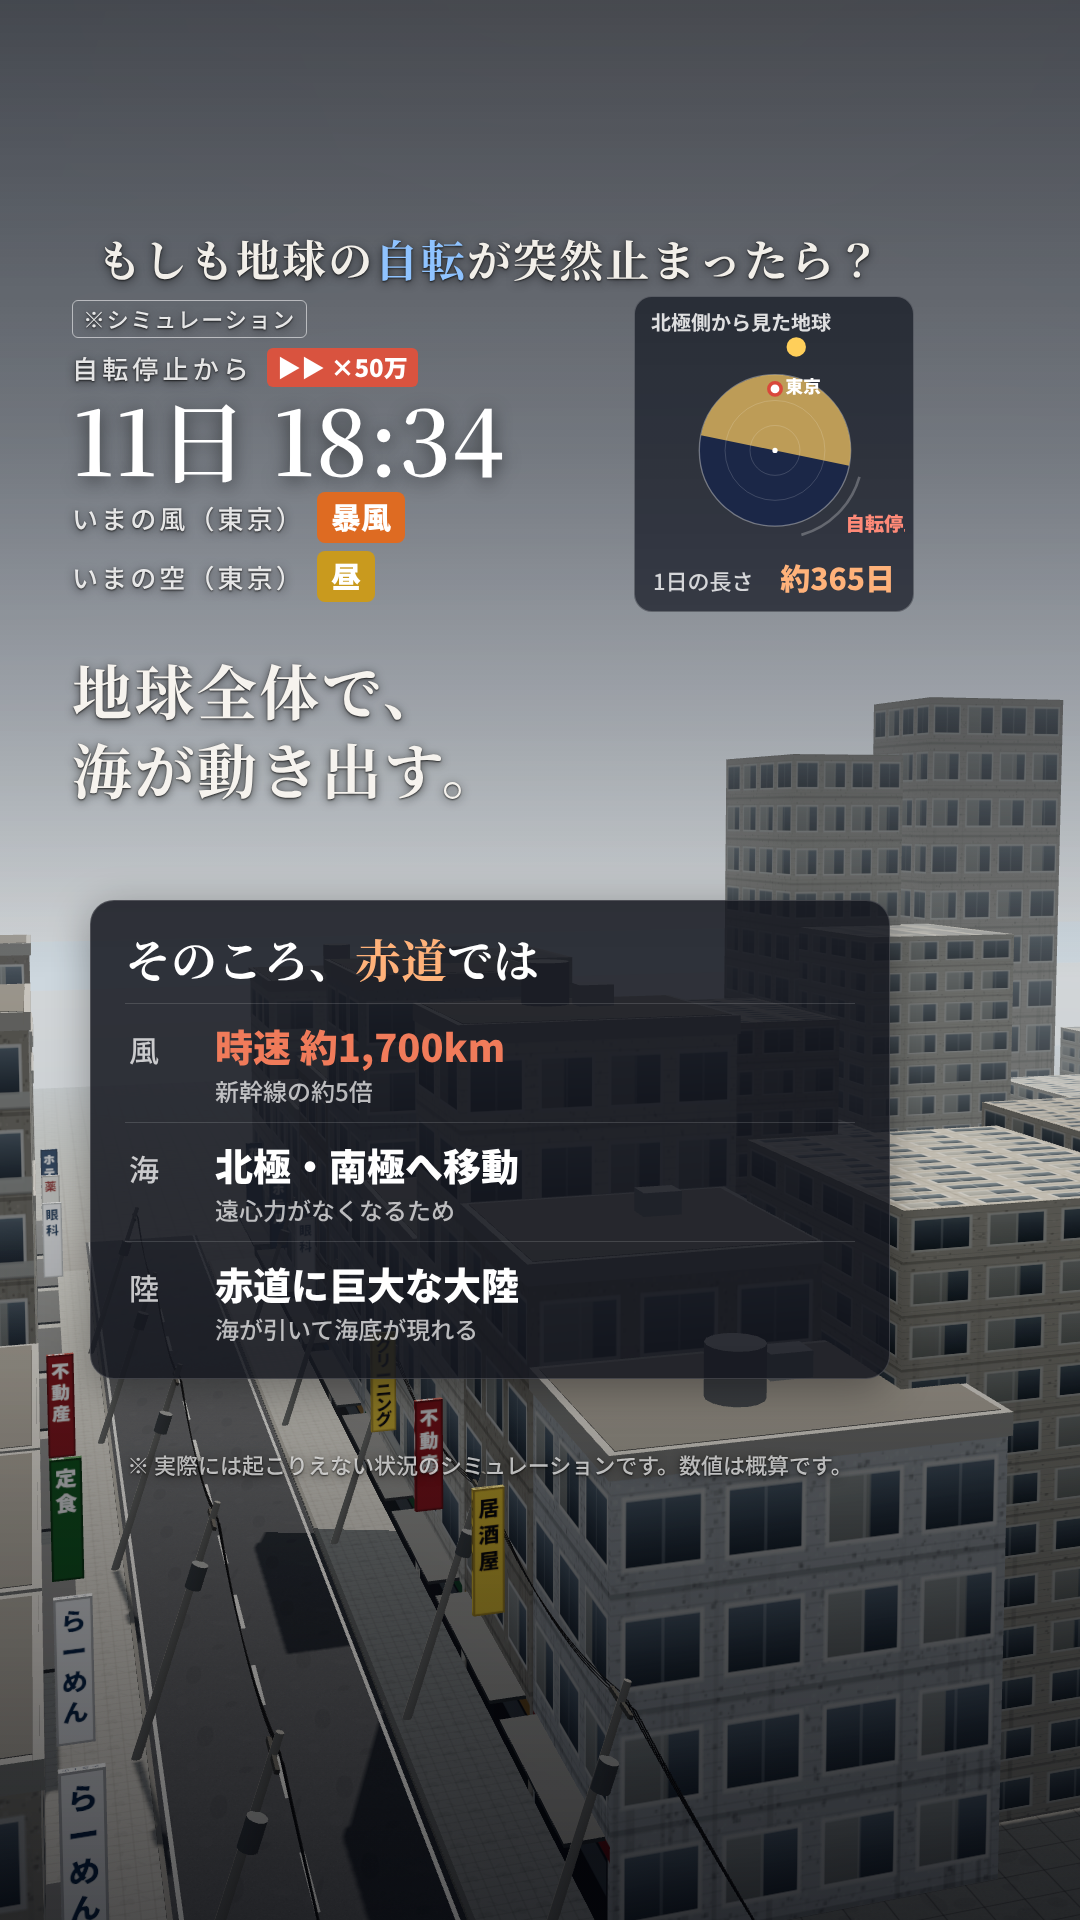 もしも地球の自転が突然止まったら？
※シミュレーション
自転停止から ▶▶ ×50万
11日 18:34
いまの風（東京） 暴風
いまの空（東京） 昼
北極側から見た地球
東京
自転停
1日の長さ 約365日
地球全体で、
海が動き出す。
そのころ、赤道では
風 時速 約1,700km
新幹線の約5倍
海 北極・南極へ移動
遠心力がなくなるため
陸 赤道に巨大な大陸
海が引いて海底が現れる
※ 実際には起こりえない状況のシミュレーションです。数値は概算です。
ホテ
薬
眼科
不動産
定食
らーめん
らーめん
ニング
不動
居酒屋